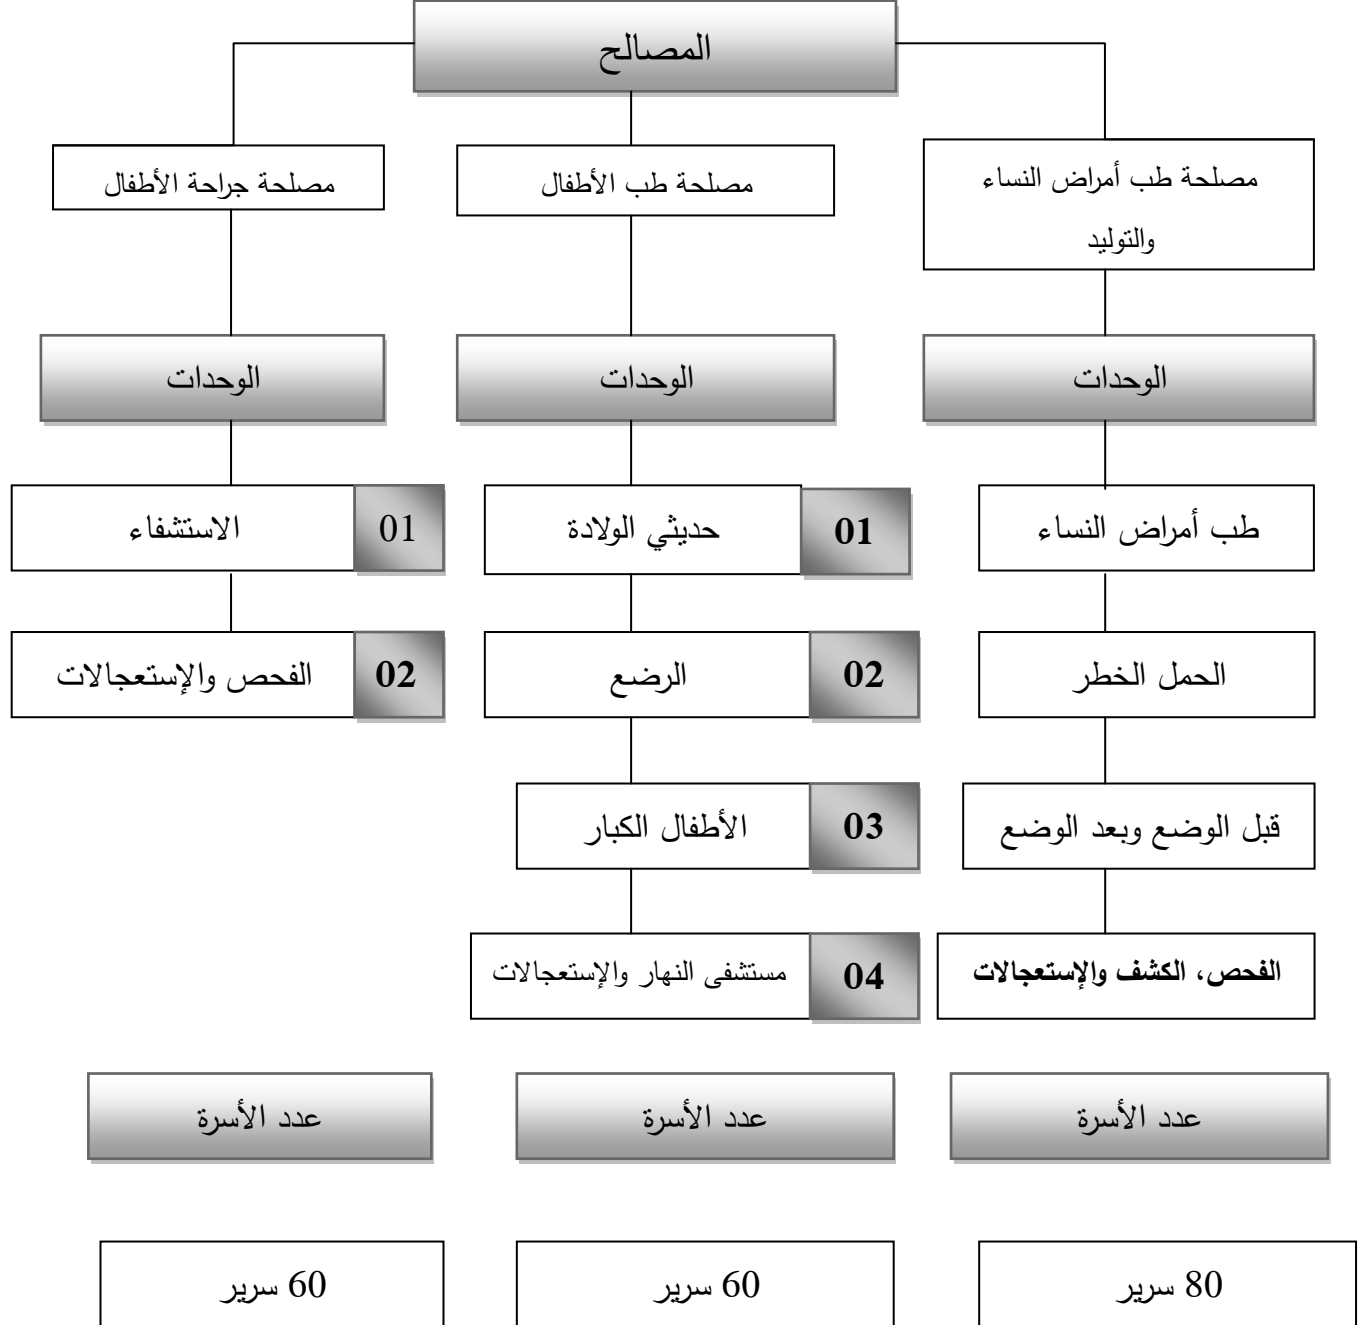 المصالح
مصلحة طب أمراض النساء
والتوليد
مصلحة طب الأطفال
مصلحة جراحة الأطفال
الوحدات
الوحدات
الوحدات
طب أمراض النساء
01
حديثي الولادة
01
الاستشفاء
الحمل الخطر
02
الرضع
02
الفحص والإستعجالات
قبل الوضع وبعد الوضع
03
الأطفال الكبار
الفحص، الكشف والإستعجالات
04
مستشفى النهار والإستعجالات
عدد الأسرة
عدد الأسرة
عدد الأسرة
80 سرير
60 سرير
60 سرير